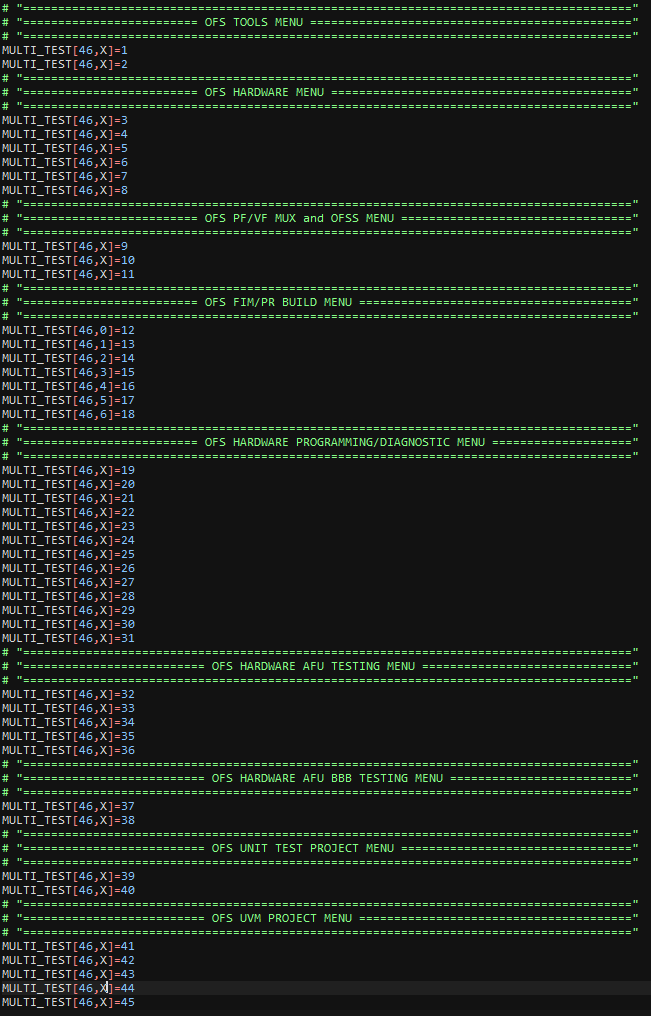 # "======================================================================================="
# "========================= OFS TOOLS MENU =============================================="
# "======================================================================================="
MULTI_TEST[46,X]=1
MULTI_TEST[46,X]=2
# "======================================================================================="
# "========================= OFS HARDWARE MENU ==========================================="
# "======================================================================================="
MULTI_TEST[46,X]=3
MULTI_TEST[46,X]=4
MULTI_TEST[46,X]=5
MULTI_TEST[46,X]=6
MULTI_TEST[46,X]=7
MULTI_TEST[46,X]=8
# "======================================================================================="
# "========================= OFS PF/VF MUX and OFSS MENU ================================="
# "======================================================================================="
MULTI_TEST[46,X]=9
MULTI_TEST[46,X]=10
MULTI_TEST[46,X]=11
# "======================================================================================="
# "========================= OFS FIM/PR BUILD MENU ======================================="
# "======================================================================================="
MULTI_TEST[46,0]=12
MULTI_TEST[46,1]=13
MULTI_TEST[46,2]=14
MULTI_TEST[46,3]=15
MULTI_TEST[46,4]=16
MULTI_TEST[46,5]=17
MULTI_TEST[46,6]=18
# "======================================================================================="
# "========================= OFS HARDWARE PROGRAMMING/DIAGNOSTIC MENU ===================="
# "======================================================================================="
MULTI_TEST[46,X]=19
MULTI_TEST[46,X]=20
MULTI_TEST[46,X]=21
MULTI_TEST[46,X]=22
MULTI_TEST[46,X]=23
MULTI_TEST[46,X]=24
MULTI_TEST[46,X]=25
MULTI_TEST[46,X]=26
MULTI_TEST[46,X]=27
MULTI_TEST[46,X]=28
MULTI_TEST[46,X]=29
MULTI_TEST[46,X]=30
MULTI_TEST[46,X]=31
# "======================================================================================="
# "========================== OFS HARDWARE AFU TESTING MENU =============================="
# "======================================================================================="
MULTI_TEST[46,X]=32
MULTI_TEST[46,X]=33
MULTI_TEST[46,X]=34
MULTI_TEST[46,X]=35
MULTI_TEST[46,X]=36
# "======================================================================================="
# "========================== OFS HARDWARE AFU BBB TESTING MENU =========================="
# "======================================================================================="
MULTI_TEST[46,X]=37
MULTI_TEST[46,X]=38
# "======================================================================================="
# "========================== OFS UNIT TEST PROJECT MENU ================================="
# "======================================================================================="
MULTI_TEST[46,X]=39
MULTI_TEST[46,X]=40
# "======================================================================================="
# "========================== OFS UVM PROJECT MENU ======================================="
# "======================================================================================="
MULTI_TEST[46,X]=41
MULTI_TEST[46,X]=42
MULTI_TEST[46,X]=43
MULTI_TEST[46,X]=44
MULTI_TEST[46,X]=45